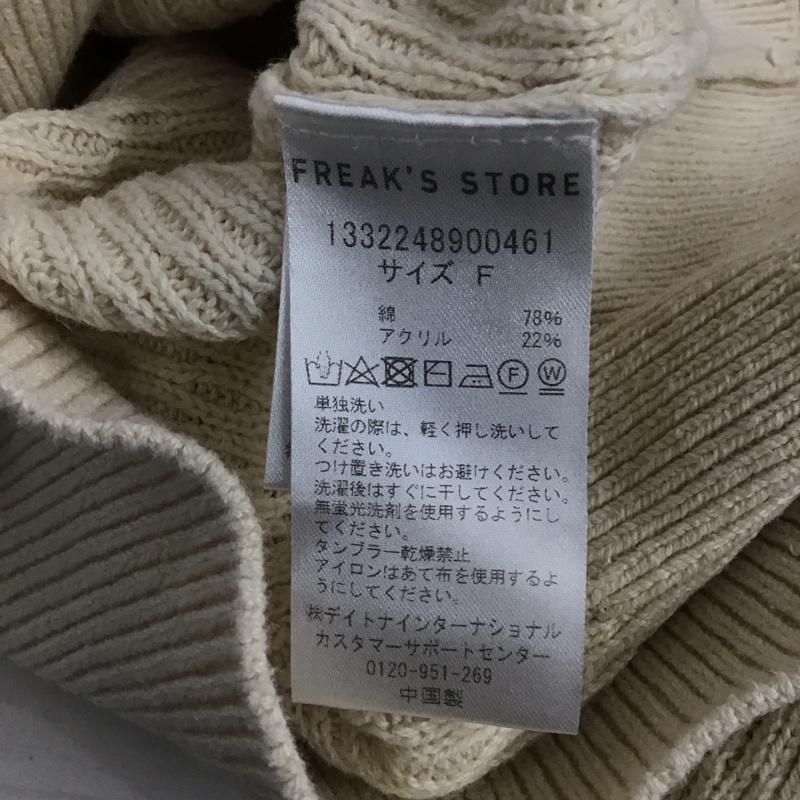 FREAK'S STORE
1332248900461
サイズ F
綿 78%
アクリル 22%
F W
単独洗い
洗濯の際は、軽く押し洗いして
ください。
つけ置き洗いはお避けください。
洗濯後はすぐに干してください。
無蛍光洗剤を使用するようにし
てください。
タンブラー乾燥禁止
アイロンはあて布を使用するよ
うにしてください。
㈱デイトナインターナショナル
カスタマーサポートセンター
0120-951-269
中国製